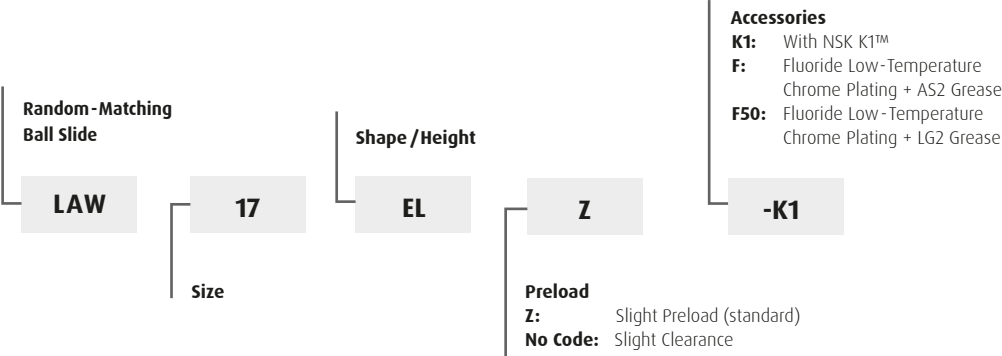 Accessories
K1: With NSK K1™
F: Fluoride Low-Temperature
Chrome Plating + AS2 Grease
F50: Fluoride Low-Temperature
Chrome Plating + LG2 Grease
Random-Matching
Ball Slide
Shape/Height
LAW 17 EL Z -K1
Size
Preload
Z: Slight Preload (standard)
No Code: Slight Clearance